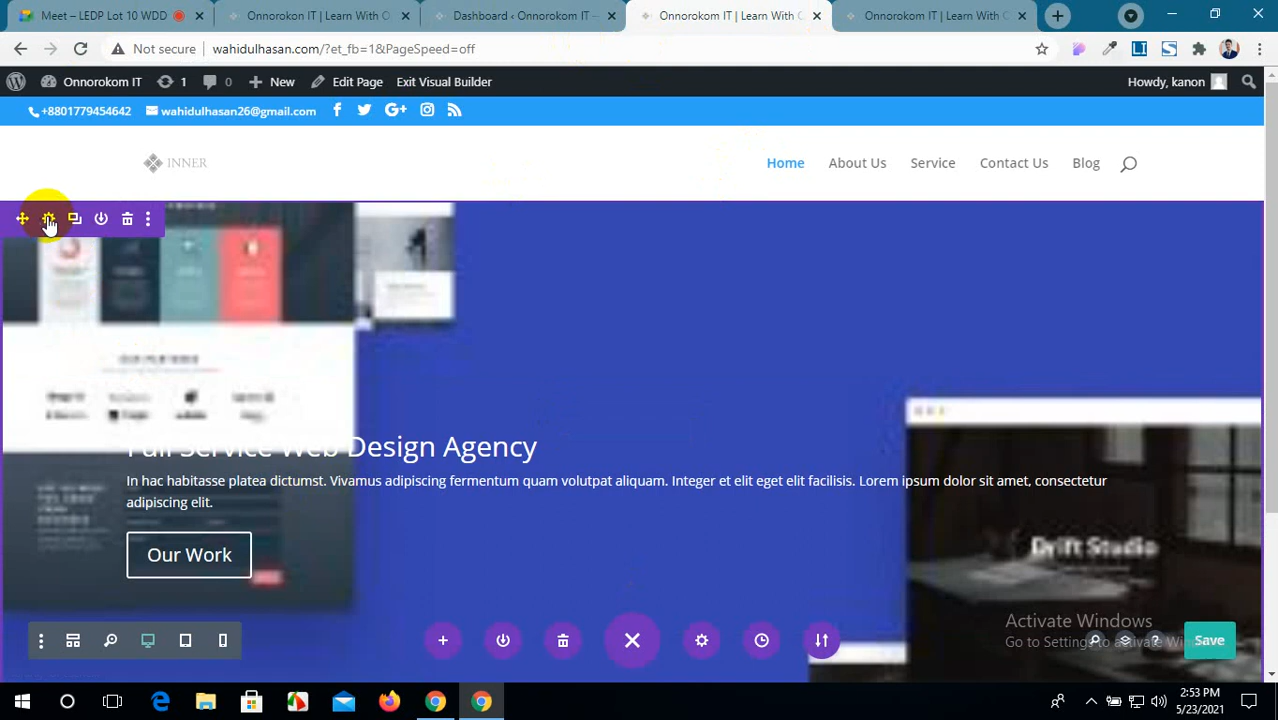 Meet – LEDP Lot 10 WDD
Onnorokon IT | Learn With O
Dashboard ‹ Onnorokom IT —
Onnorokom IT | Learn With O
Onnorokom IT | Learn With O
Not secure wahidulhasan.com/?et_fb=1&PageSpeed=off
Onnorokom IT 1 0 New Edit Page Exit Visual Builder Howdy, kanon
+8801779454642 wahidulhasan26@gmail.com
INNER Home About Us Service Contact Us Blog
Full Service Web Design Agency
In hac habitasse platea dictumst. Vivamus adipiscing fermentum quam volutpat aliquam. Integer et elit eget elit facilisis. Lorem ipsum dolor sit amet, consectetur
adipiscing elit.
Our Work
Drift Studio
Activate Windows
Go to Settings to activate Windows.
Save
2:53 PM
5/23/2021